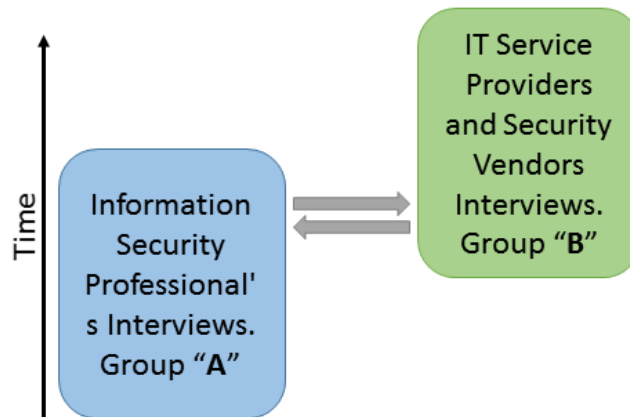 Time
Information
Security
Professional'
s Interviews.
Group “A”
IT Service
Providers
and Security
Vendors
Interviews.
Group “B”